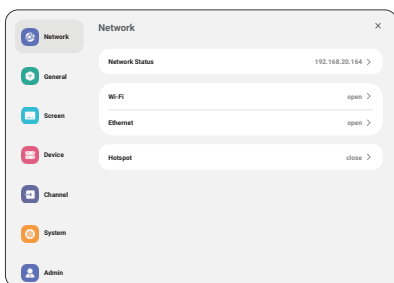 Network
General
Screen
Device
Channel
System
Admin
Network ×
Network Status 192.168.20.164 >
Wi-Fi open >
Ethernet open >
Hotspot close >